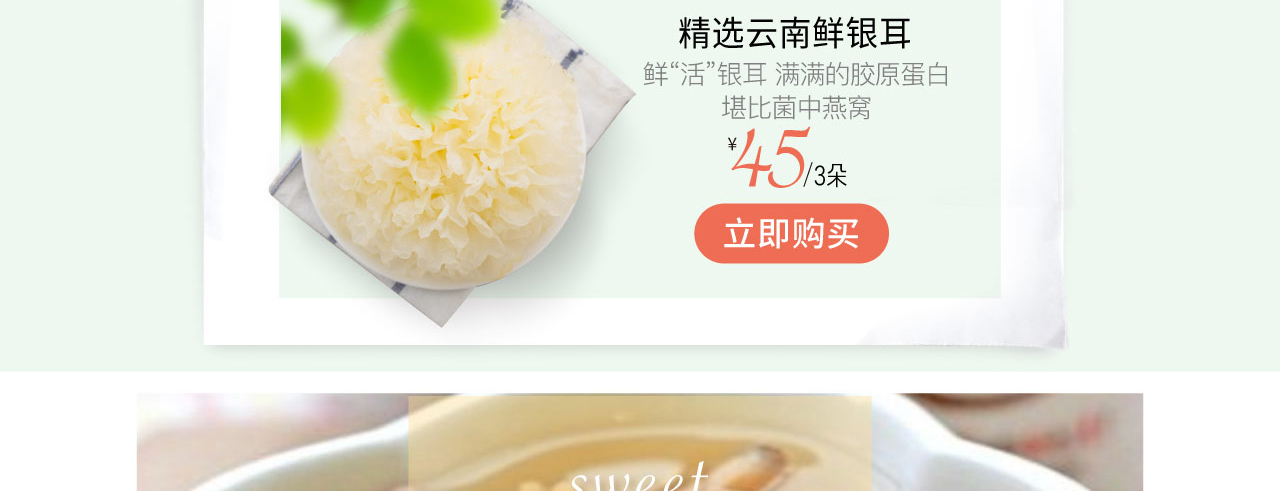 精选云南鲜银耳
鲜“活”银耳 满满的胶原蛋白
堪比菌中燕窝
¥45/3朵
立即购买
sweet